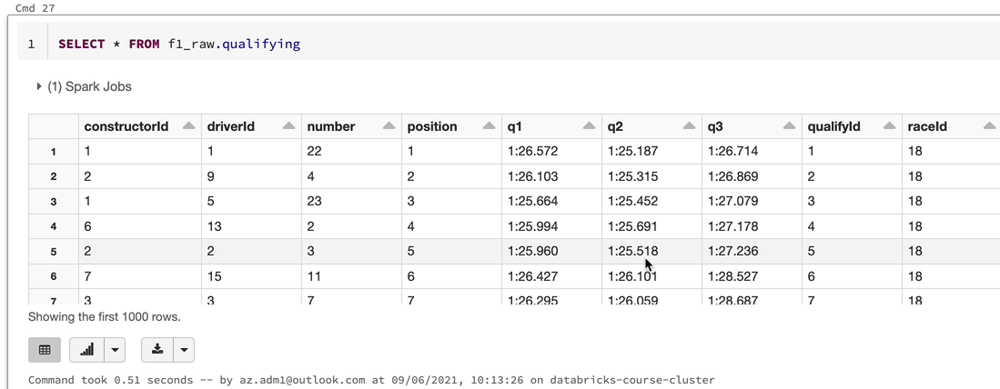 Cmd 27
1 SELECT * FROM f1_raw.qualifying
(1) Spark Jobs
constructorId driverId number position q1 q2 q3 qualifyId raceId
1 1 1 22 1 1:26.572 1:25.187 1:26.714 1 18
2 2 9 4 2 1:26.103 1:25.315 1:26.869 2 18
3 1 5 23 3 1:25.664 1:25.452 1:27.079 3 18
4 6 13 2 4 1:25.994 1:25.691 1:27.178 4 18
5 2 2 3 5 1:25.960 1:25.518 1:27.236 5 18
6 7 15 11 6 1:26.427 1:26.101 1:28.527 6 18
7 3 3 7 7 1:26.295 1:26.059 1:28.687 7 18
Showing the first 1000 rows.
Command took 0.51 seconds -- by az.adm1@outlook.com at 09/06/2021, 10:13:26 on databricks-course-cluster